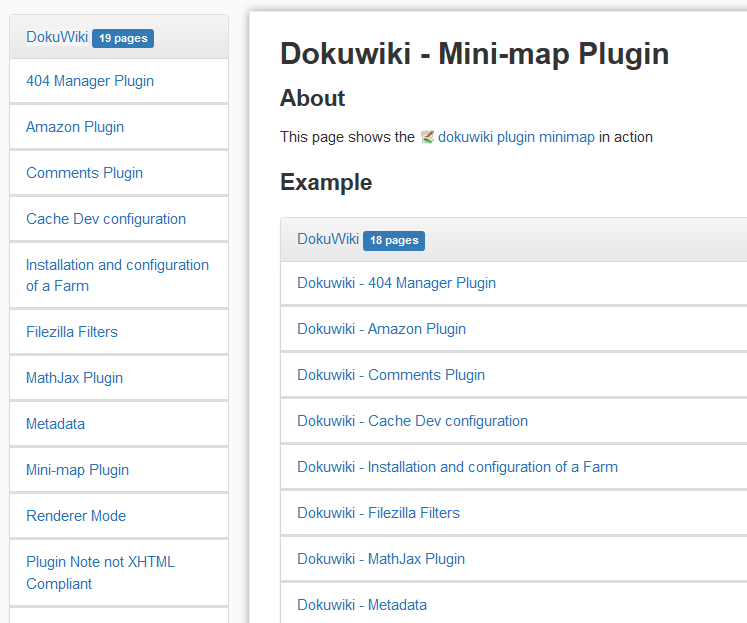 DokuWiki 19 pages
404 Manager Plugin
Amazon Plugin
Comments Plugin
Cache Dev configuration
Installation and configuration
of a Farm
Filezilla Filters
MathJax Plugin
Metadata
Mini-map Plugin
Renderer Mode
Plugin Note not XHTML
Compliant
Dokuwiki - Mini-map Plugin
About
This page shows the dokuwiki plugin minimap in action
Example
DokuWiki 18 pages
Dokuwiki - 404 Manager Plugin
Dokuwiki - Amazon Plugin
Dokuwiki - Comments Plugin
Dokuwiki - Cache Dev configuration
Dokuwiki - Installation and configuration of a Farm
Dokuwiki - Filezilla Filters
Dokuwiki - MathJax Plugin
Dokuwiki - Metadata